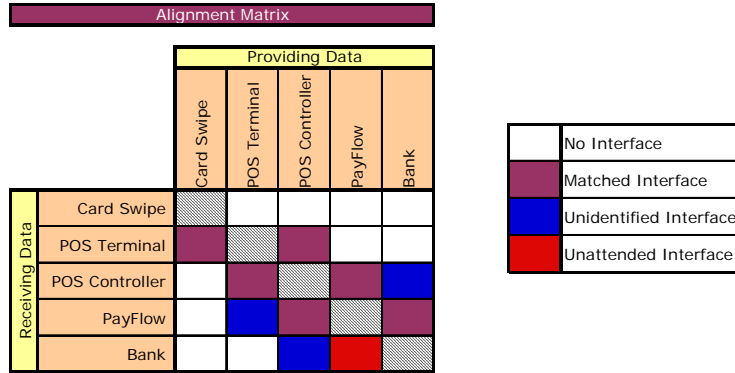 Alignment Matrix
Providing Data
Card Swipe
POS Terminal
POS Controller
PayFlow
Bank
Receiving Data
Card Swipe
POS Terminal
POS Controller
PayFlow
Bank
No Interface
Matched Interface
Unidentified Interface
Unattended Interface